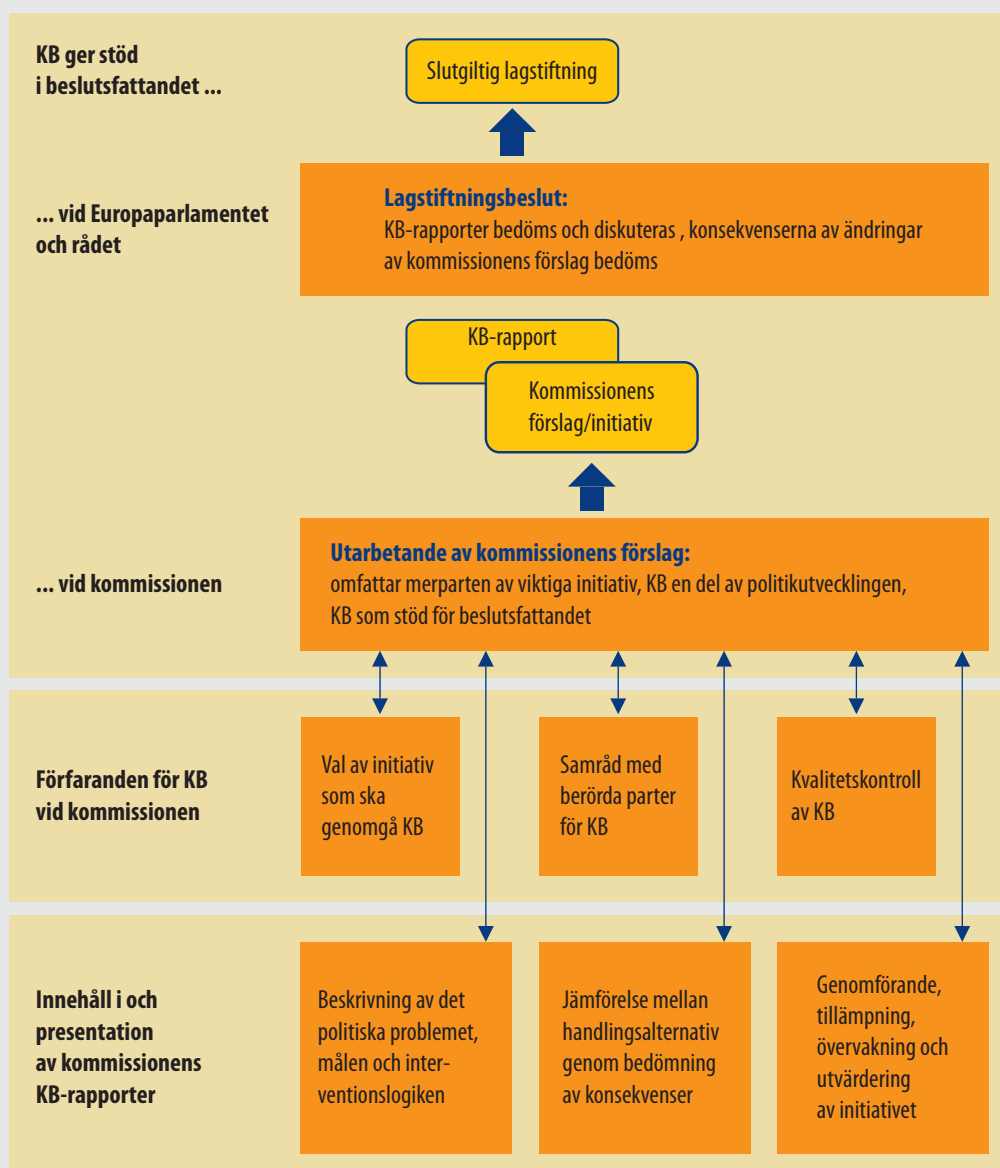 KB ger stöd
i beslutsfattandet ...
Slutgiltig lagstiftning
... vid Europaparlamentet
och rådet
Lagstiftningsbeslut:
KB-rapporter bedöms och diskuteras , konsekvenserna av ändringar
av kommissionens förslag bedöms
KB-rapport
Kommissionens
förslag/initiativ
... vid kommissionen
Utarbetande av kommissionens förslag:
omfattar merparten av viktiga initiativ, KB en del av politikutvecklingen,
KB som stöd för beslutsfattandet
Förfaranden för KB
vid kommissionen
Val av initiativ
som ska
genomgå KB
Samråd med
berörda parter
för KB
Kvalitetskontroll
av KB
Innehåll i och
presentation
av kommissionens
KB-rapporter
Beskrivning av det
politiska problemet,
målen och inter-
ventionslogiken
Jämförelse mellan
handlingsalternativ
genom bedömning
av konsekvenser
Genomförande,
tillämpning,
övervakning och
utvärdering
av initiativet